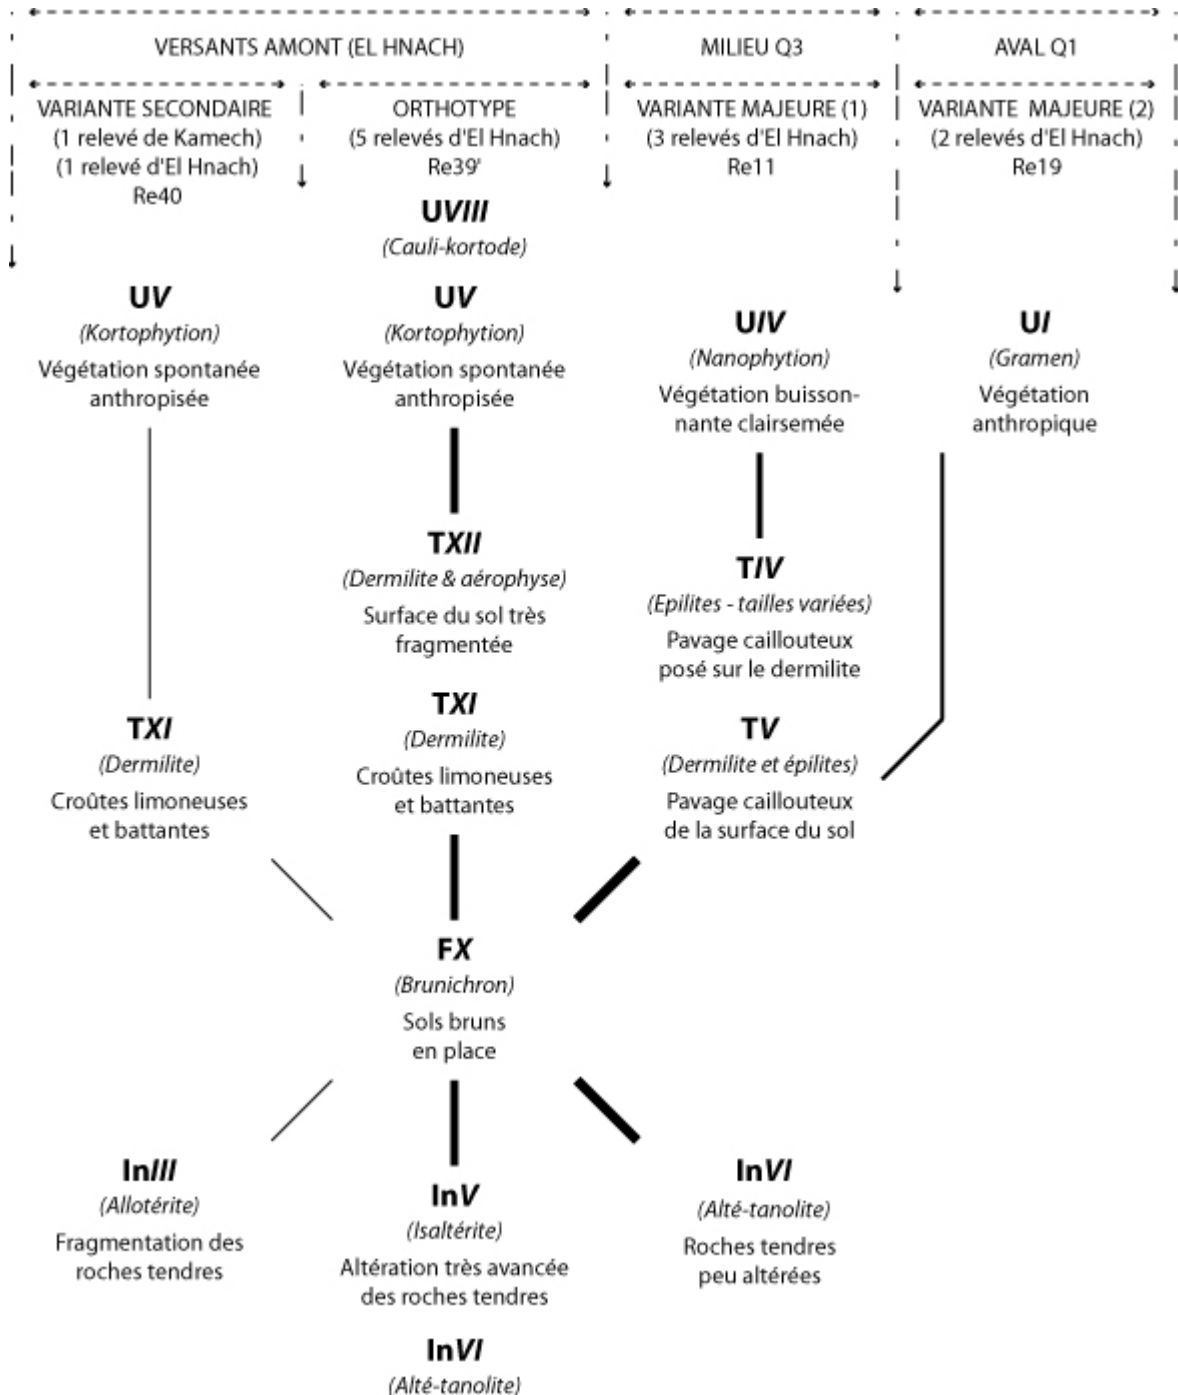 VERSANTS AMONT (EL HNACH)
MILIEU Q3
AVAL Q1
VARIANTE SECONDAIRE
(1 relevé de Kamech)
(1 relevé d'El Hnach)
Re40
ORTHOTYPE
(5 relevés d'El Hnach)
Re39'
VARIANTE MAJEURE (1)
(3 relevés d'El Hnach)
Re11
VARIANTE MAJEURE (2)
(2 relevés d'El Hnach)
Re19
UVIII
(Cauli-kortode)
UV
(Kortophytion)
Végétation spontanée
anthropisée
UV
(Kortophytion)
Végétation spontanée
anthropisée
UIV
(Nanophytion)
Végétation buisson-
nante clairsemée
UI
(Gramen)
Végétation
anthropique
TXII
(Dermilite & aérophyse)
Surface du sol très
fragmentée
TIV
(Epilites - tailles variées)
Pavage caillouteux
posé sur le dermilite
TXI
(Dermilite)
Croûtes limoneuses
et battantes
TXI
(Dermilite)
Croûtes limoneuses
et battantes
TV
(Dermilite et épilites)
Pavage caillouteux
de la surface du sol
FX
(Brunichron)
Sols bruns
en place
InIII
(Allotérite)
Fragmentation des
roches tendres
InV
(Isaltérite)
Altération très avancée
des roches tendres
InVI
(Alté-tanolite)
Roches tendres
peu altérées
InVI
(Alté-tanolite)